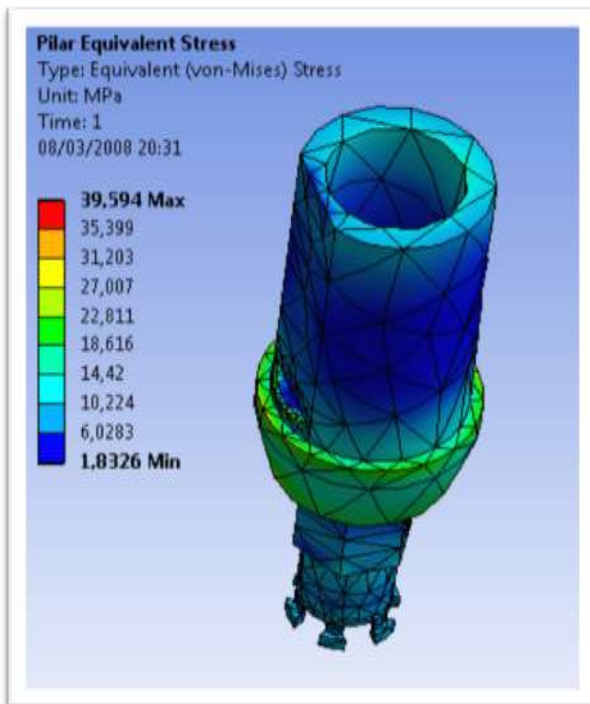 Pilar Equivalent Stress
Type: Equivalent (von-Mises) Stress
Unit: MPa
Time: 1
08/03/2008 20:31
39,594 Max
35,399
31,203
27,007
22,811
18,616
14,42
10,224
6,0283
1,8326 Min